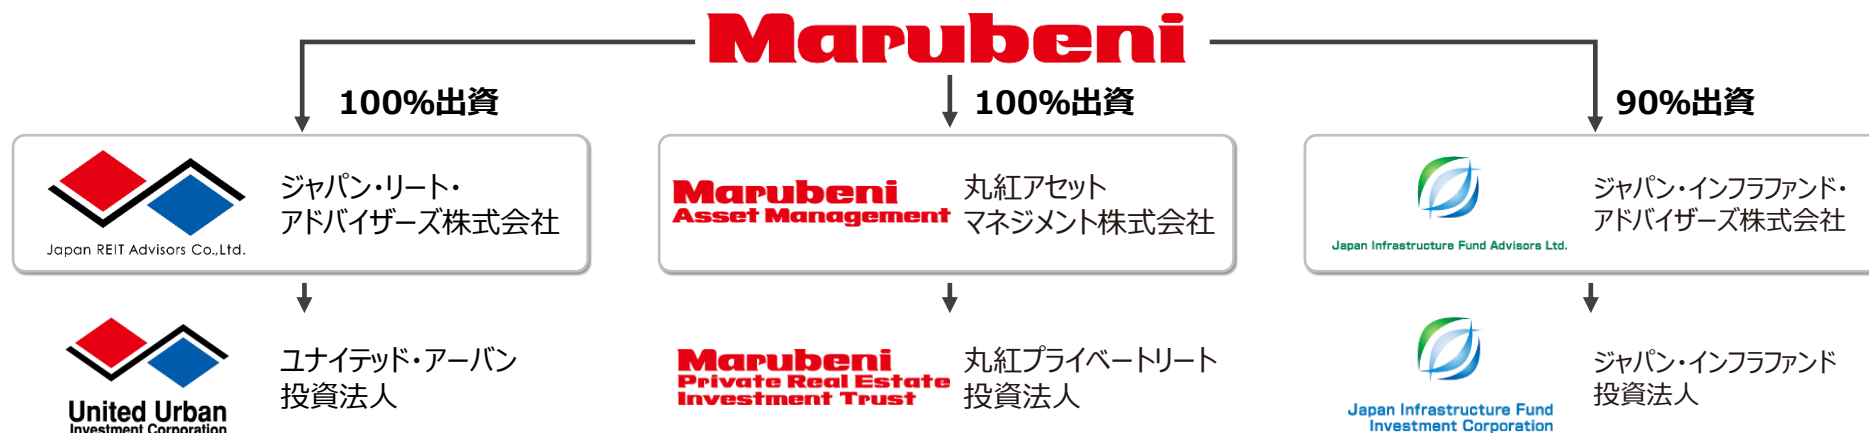 Marubeni
100%出資
100%出資
90%出資
Japan REIT Advisors Co.,Ltd.
ジャパン・リート・
アドバイザーズ株式会社
Marubeni
Asset Management
丸紅アセット
マネジメント株式会社
Japan Infrastructure Fund Advisors Ltd.
ジャパン・インフラファンド・
アドバイザーズ株式会社
United Urban
Investment Corporation
ユナイテッド・アーバン
投資法人
Marubeni
Private Real Estate
Investment Trust
丸紅プライベートリート
投資法人
Japan Infrastructure Fund
Investment Corporation
ジャパン・インフラファンド
投資法人